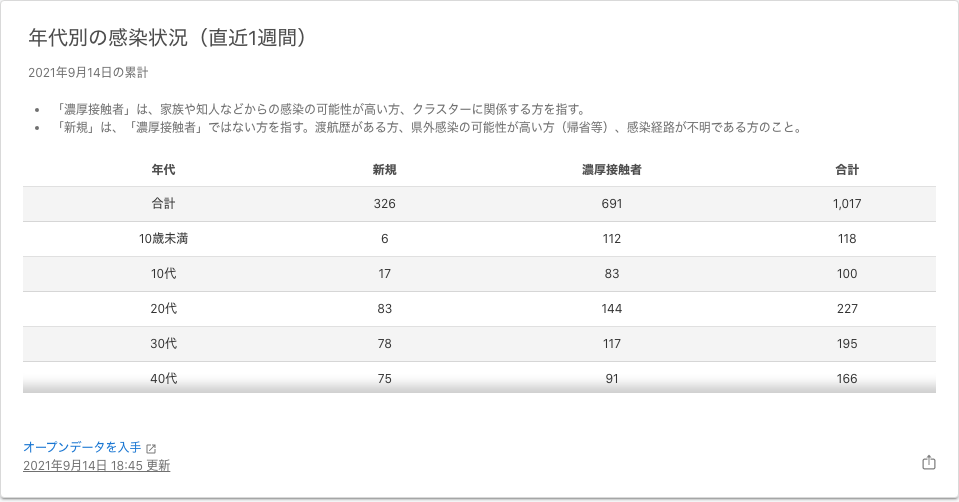 年代別の感染状況（直近1週間）
2021年9月14日の累計
• 「濃厚接触者」は、家族や知人などからの感染の可能性が高い方、クラスターに関係する方を指す。
• 「新規」は、「濃厚接触者」ではない方を指す。渡航歴がある方、県外感染の可能性が高い方（帰省等）、感染経路が不明である方のこと。
年代 新規 濃厚接触者 合計
合計 326 691 1,017
10歳未満 6 112 118
10代 17 83 100
20代 83 144 227
30代 78 117 195
40代 75 91 166
オープンデータを入手
2021年9月14日 18:45 更新